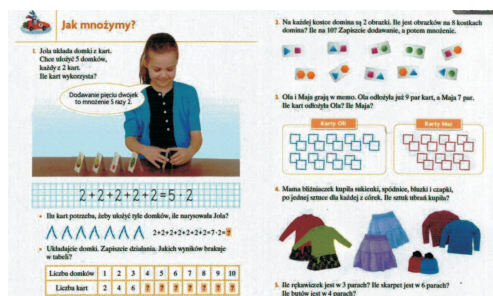 Jak mnożymy?
1. Jola układa domki z kart.
Chce ułożyć 5 domków,
każdy z 2 kart.
Ile kart wykorzysta?
Dodawanie pięciu dwójek
to mnożenie 5 razy 2.
2+2+2+2+2=5·2
• Ilu kart potrzeba, żeby ułożyć tyle domków, ile narysowała Jola?
2+2+2+2+2+2+2=7·2=?
• Układajcie domki. Zapiszcie działania. Jakich wyników brakuje
w tabeli?
Liczba domków 1 2 3 4 5 6 7 8 9 10
Liczba kart 2 4 6 ? ? ? ? ? ? ?
2. Na każdej kostce domina są 2 obrazki. Ile jest obrazków na 8 kostkach
domina? Ile na 10? Zapiszcie dodawanie, a potem mnożenie.
3. Ola i Maja grają w memo. Ola odłożyła już 9 par kart, a Maja 7 par.
Ile kart odłożyła Ola? Ile Maja?
Karty Oli
Karty Mai
4. Mama bliźniaczek kupiła sukienki, spódnice, bluzki i czapki,
po jednej sztuce dla każdej z córek. Ile sztuk ubrań kupiła?
5. Ile rękawiczek jest w 3 parach? Ile skarpet jest w 6 parach?
Ile butów jest w 4 parach?